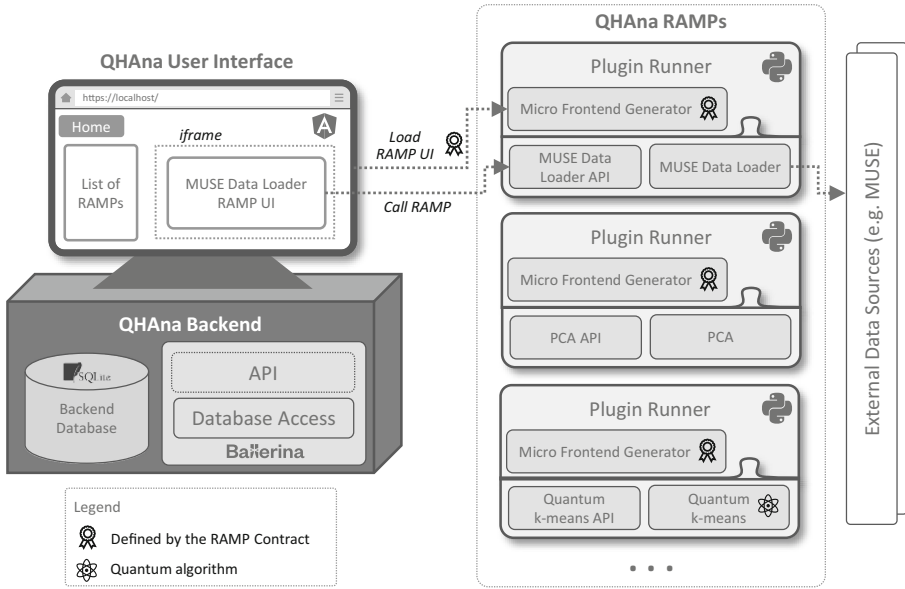 QHAna User Interface
https://localhost/
Home
iframe
List of
RAMPs
MUSE Data Loader
RAMP UI
Load
RAMP UI
Call RAMP
QHAna Backend
SQLite
Backend
Database
API
Database Access
Ballerina
Legend
Defined by the RAMP Contract
Quantum algorithm
QHAna RAMPs
Plugin Runner
Micro Frontend Generator
MUSE Data
Loader API
MUSE Data Loader
Plugin Runner
Micro Frontend Generator
PCA API
PCA
Plugin Runner
Micro Frontend Generator
Quantum
k-means API
Quantum
k-means
. . .
External Data Sources (e.g. MUSE)